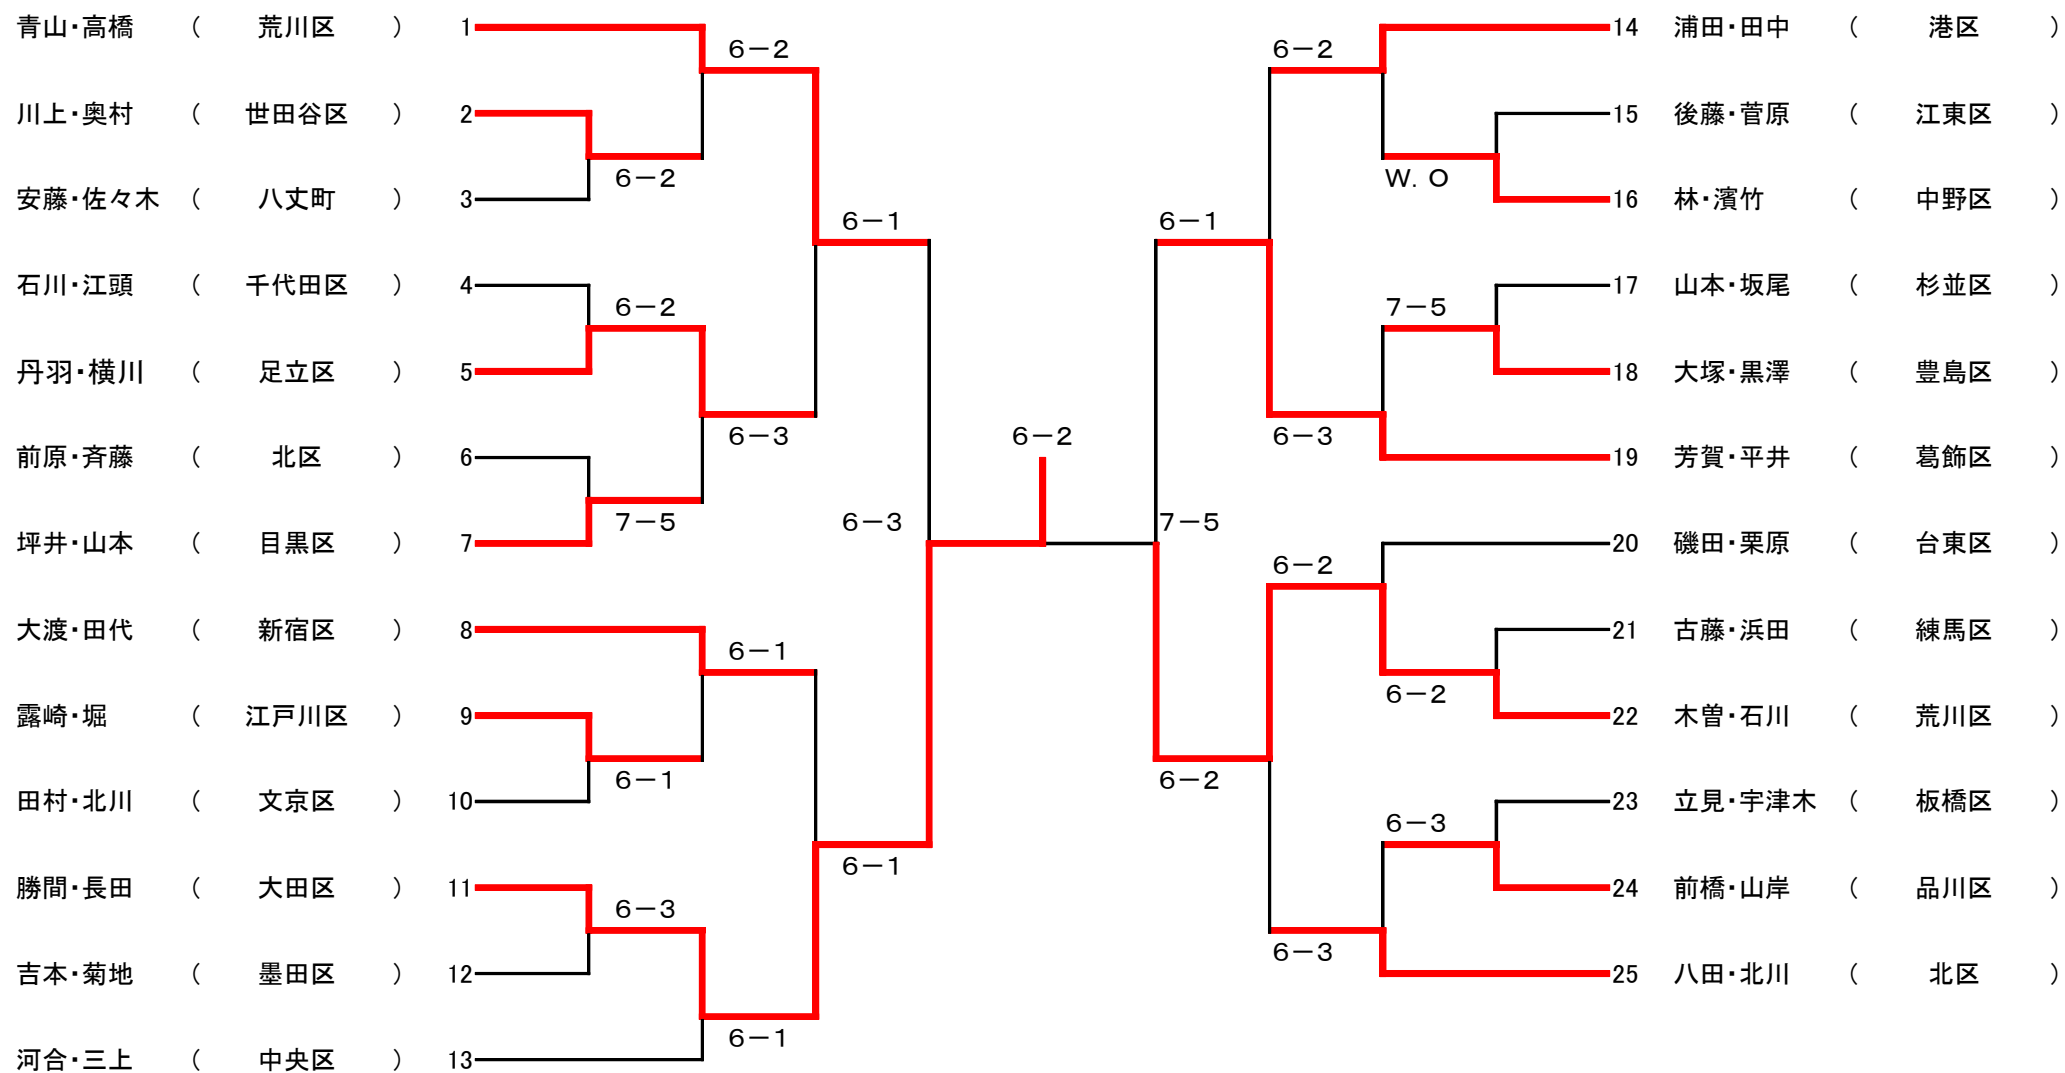 青山・高橋 （ 荒川区 ） 1
川上・奥村 （ 世田谷区 ） 2
安藤・佐々木 （ 八丈町 ） 3
石川・江頭 （ 千代田区 ） 4
丹羽・横川 （ 足立区 ） 5
前原・斉藤 （ 北区 ） 6
坪井・山本 （ 目黒区 ） 7
大渡・田代 （ 新宿区 ） 8
露崎・堀 （ 江戸川区 ） 9
田村・北川 （ 文京区 ） 10
勝間・長田 （ 大田区 ） 11
吉本・菊地 （ 墨田区 ） 12
河合・三上 （ 中央区 ） 13
6－2
6－2
6－2
7－5
6－1
6－3
6－3
6－1
6－1
6－1
6－3
6－1
6－1
6－2
6－2
W．O
6－1
7－5
6－3
7－5
6－2
6－2
6－2
6－3
6－3
14 浦田・田中 （ 港区 ）
15 後藤・菅原 （ 江東区 ）
16 林・濱竹 （ 中野区 ）
17 山本・坂尾 （ 杉並区 ）
18 大塚・黒澤 （ 豊島区 ）
19 芳賀・平井 （ 葛飾区 ）
20 磯田・栗原 （ 台東区 ）
21 古藤・浜田 （ 練馬区 ）
22 木曽・石川 （ 荒川区 ）
23 立見・宇津木 （ 板橋区 ）
24 前橋・山岸 （ 品川区 ）
25 八田・北川 （ 北区 ）